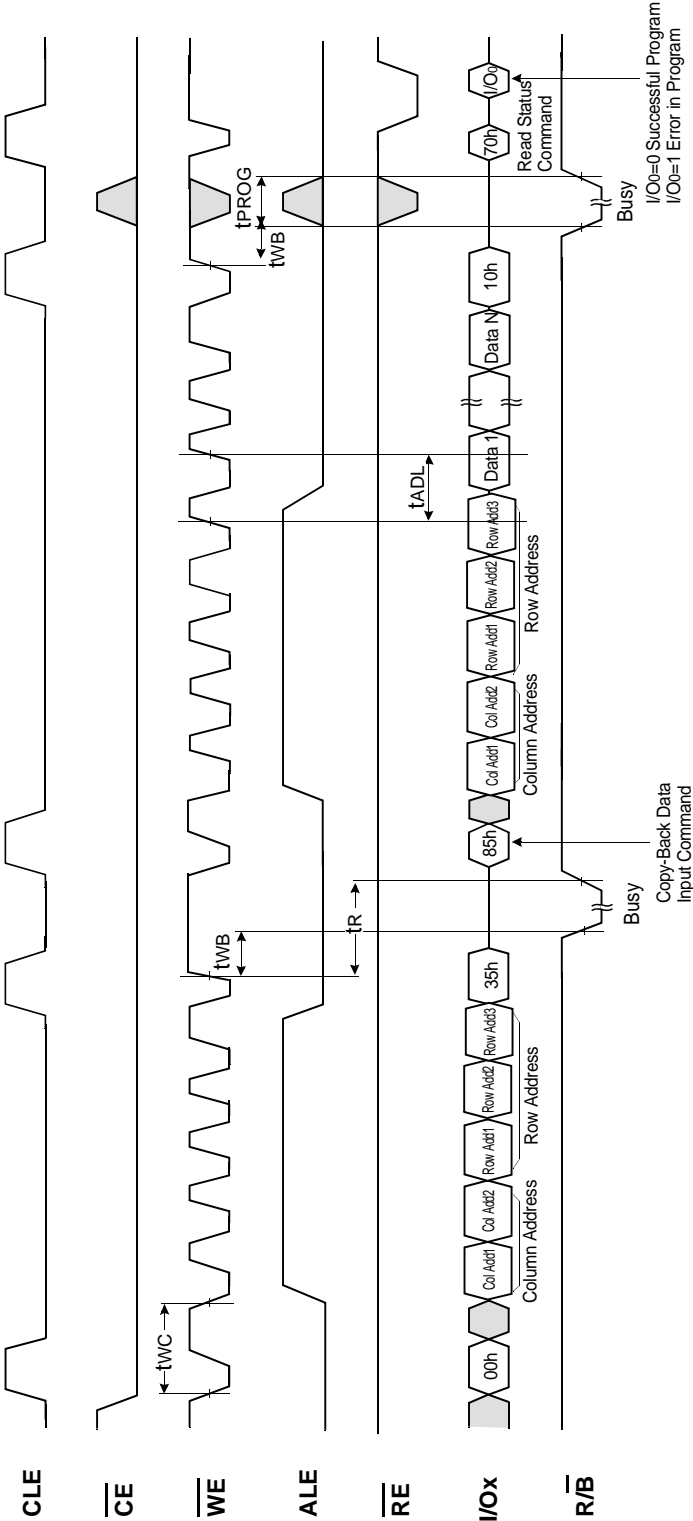 CLE
CE
WE
ALE
RE
I/Ox
R/B
tWC
tWB
tR
tADL
tWB
tPROG
00h
Col Add1
Col Add2
Row Add1
Row Add2
Row Add3
35h
85h
Col Add1
Col Add2
Row Add1
Row Add2
Row Add3
Data 1
Data N
10h
70h
I/O0
Column Address
Row Address
Column Address
Row Address
Read Status
Command
Busy
Busy
Copy-Back Data
Input Command
I/O0=0 Successful Program
I/O0=1 Error in Program